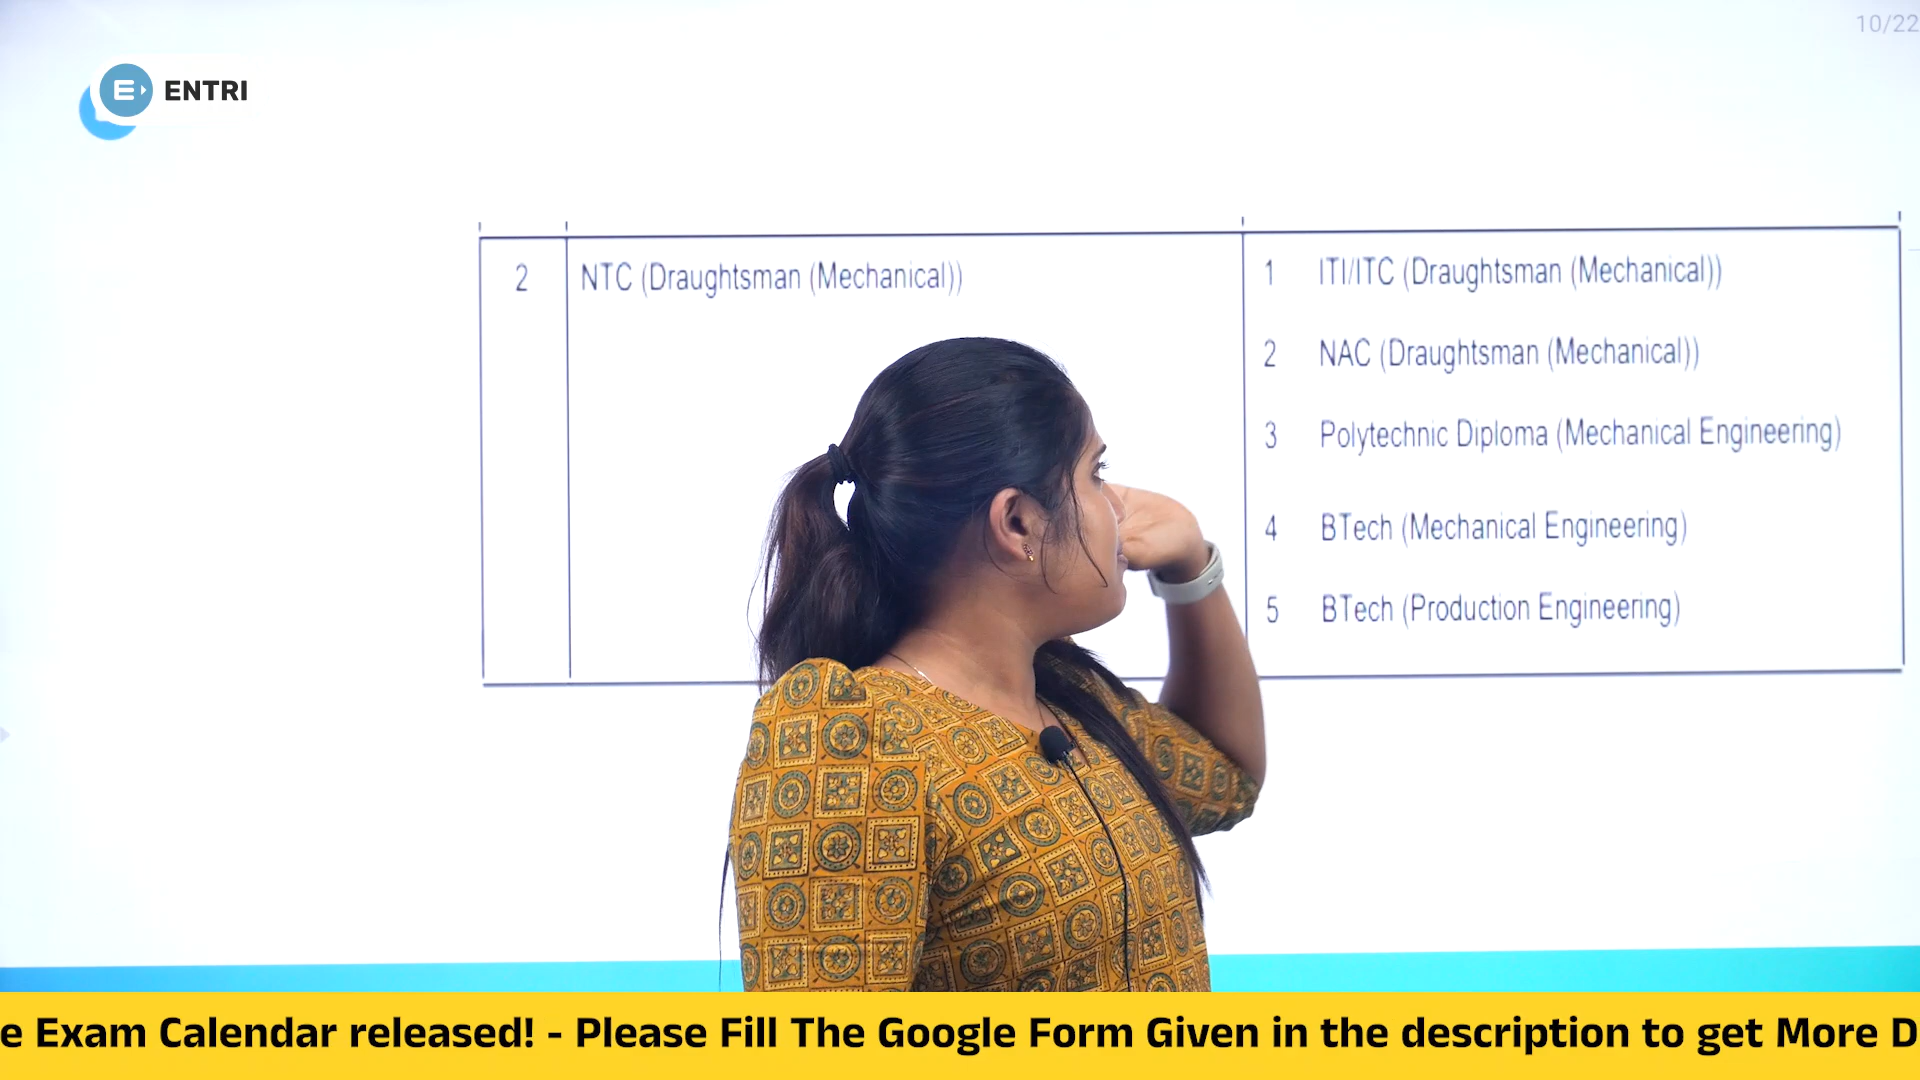 10/22
ENTRI
2 NTC (Draughtsman (Mechanical))
1 ITI/ITC (Draughtsman (Mechanical))
2 NAC (Draughtsman (Mechanical))
3 Polytechnic Diploma (Mechanical Engineering)
4 BTech (Mechanical Engineering)
5 BTech (Production Engineering)
e Exam Calendar released! - Please Fill The Google Form Given in the description to get More D